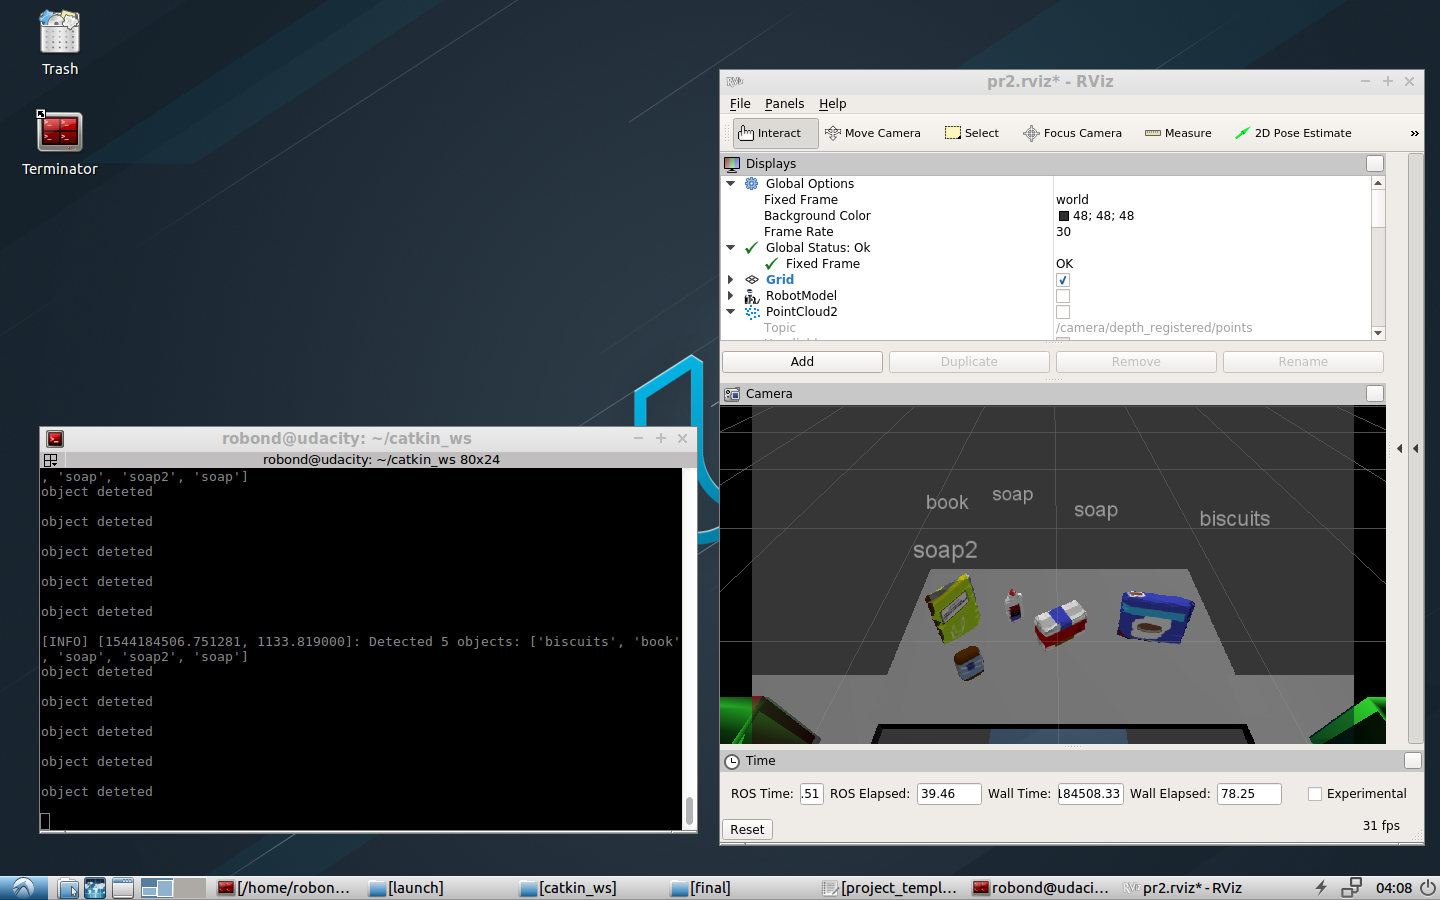 Trash
Terminator
pr2.rviz* - RViz
File Panels Help
Interact Move Camera Select Focus Camera Measure 2D Pose Estimate »
Displays
Global Options
Fixed Frame world
Background Color 48; 48; 48
Frame Rate 30
Global Status: Ok
Fixed Frame OK
Grid
RobotModel
PointCloud2
Topic /camera/depth_registered/points
Add Duplicate Remove Rename
Camera
book soap soap biscuits
soap2
Time
ROS Time: .51 ROS Elapsed: 39.46 Wall Time: 184508.33 Wall Elapsed: 78.25 Experimental
Reset 31 fps
robond@udacity: ~/catkin_ws
robond@udacity: ~/catkin_ws 80x24
, 'soap', 'soap2', 'soap']
object deteted
object deteted
object deteted
object deteted
object deteted
[INFO] [1544184506.751281, 1133.819000]: Detected 5 objects: ['biscuits', 'book'
, 'soap', 'soap2', 'soap']
object deteted
object deteted
object deteted
object deteted
object deteted
[/home/robon... [launch] [catkin_ws] [final] [project_templ... robond@udaci... pr2.rviz* - RViz 04:08